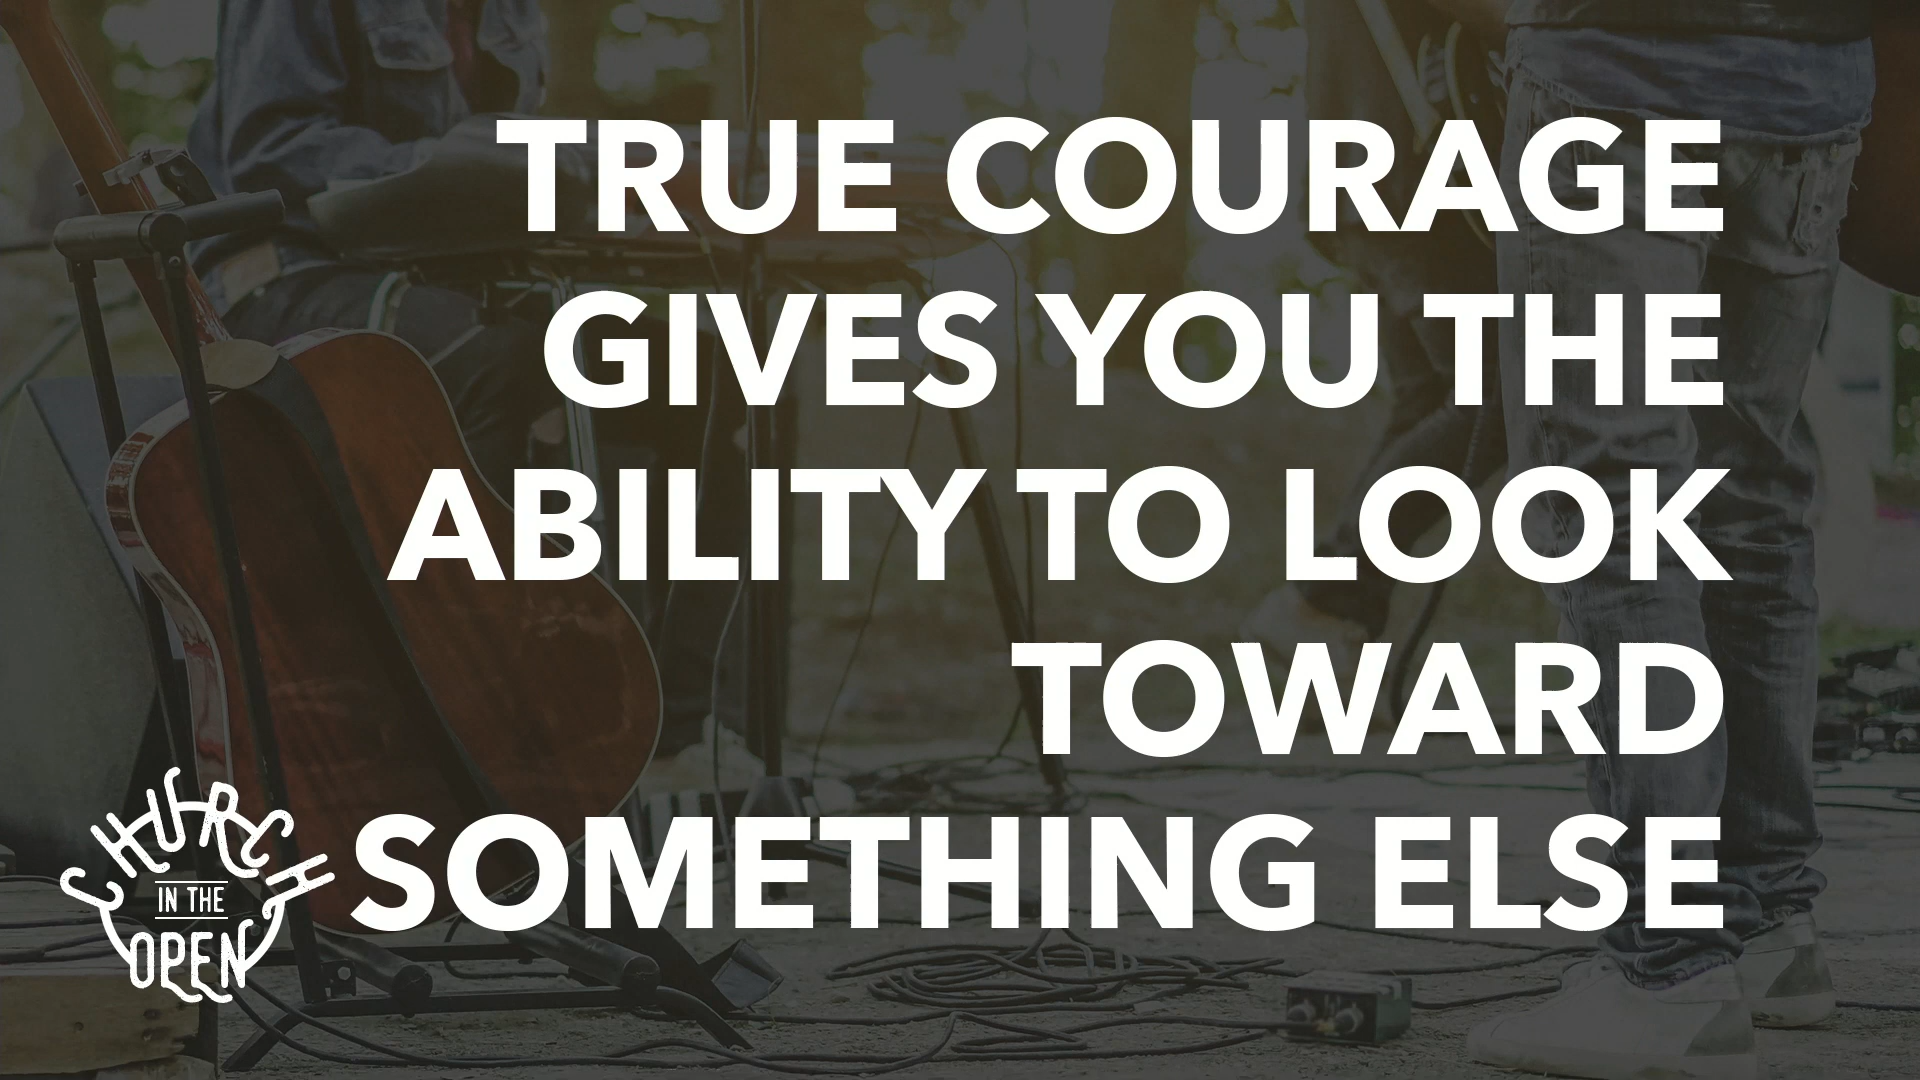 TRUE COURAGE
GIVES YOU THE
ABILITY TO LOOK
TOWARD
SOMETHING ELSE
CHURCH
IN THE
OPEN